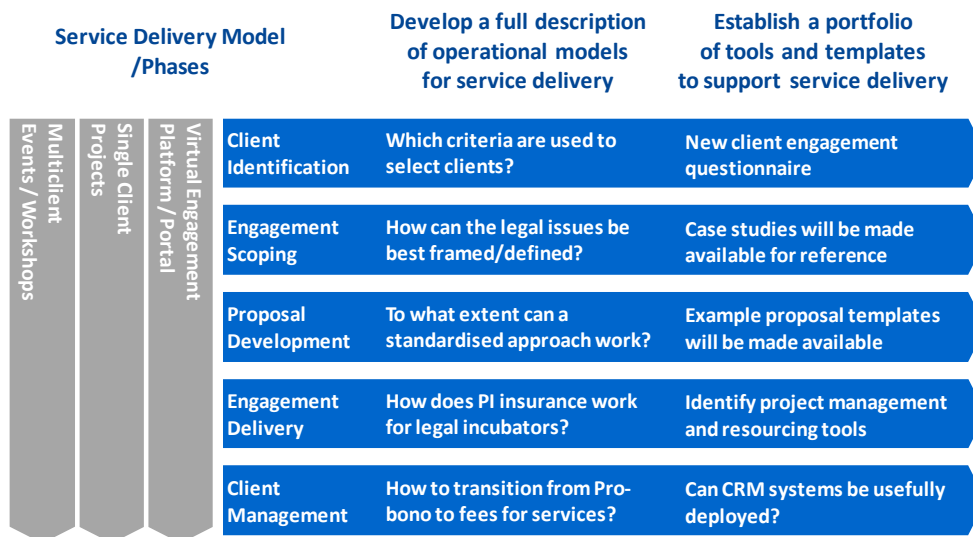 Service Delivery Model
/Phases
Develop a full description
of operational models
for service delivery
Establish a portfolio
of tools and templates
to support service delivery
Multiclient
Events / Workshops
Single Client
Projects
Virtual Engagement
Platform / Portal
Client
Identification
Which criteria are used to
select clients?
New client engagement
questionnaire
Engagement
Scoping
How can the legal issues be
best framed/defined?
Case studies will be made
available for reference
Proposal
Development
To what extent can a
standardised approach work?
Example proposal templates
will be made available
Engagement
Delivery
How does PI insurance work
for legal incubators?
Identify project management
and resourcing tools
Client
Management
How to transition from Pro-
bono to fees for services?
Can CRM systems be usefully
deployed?